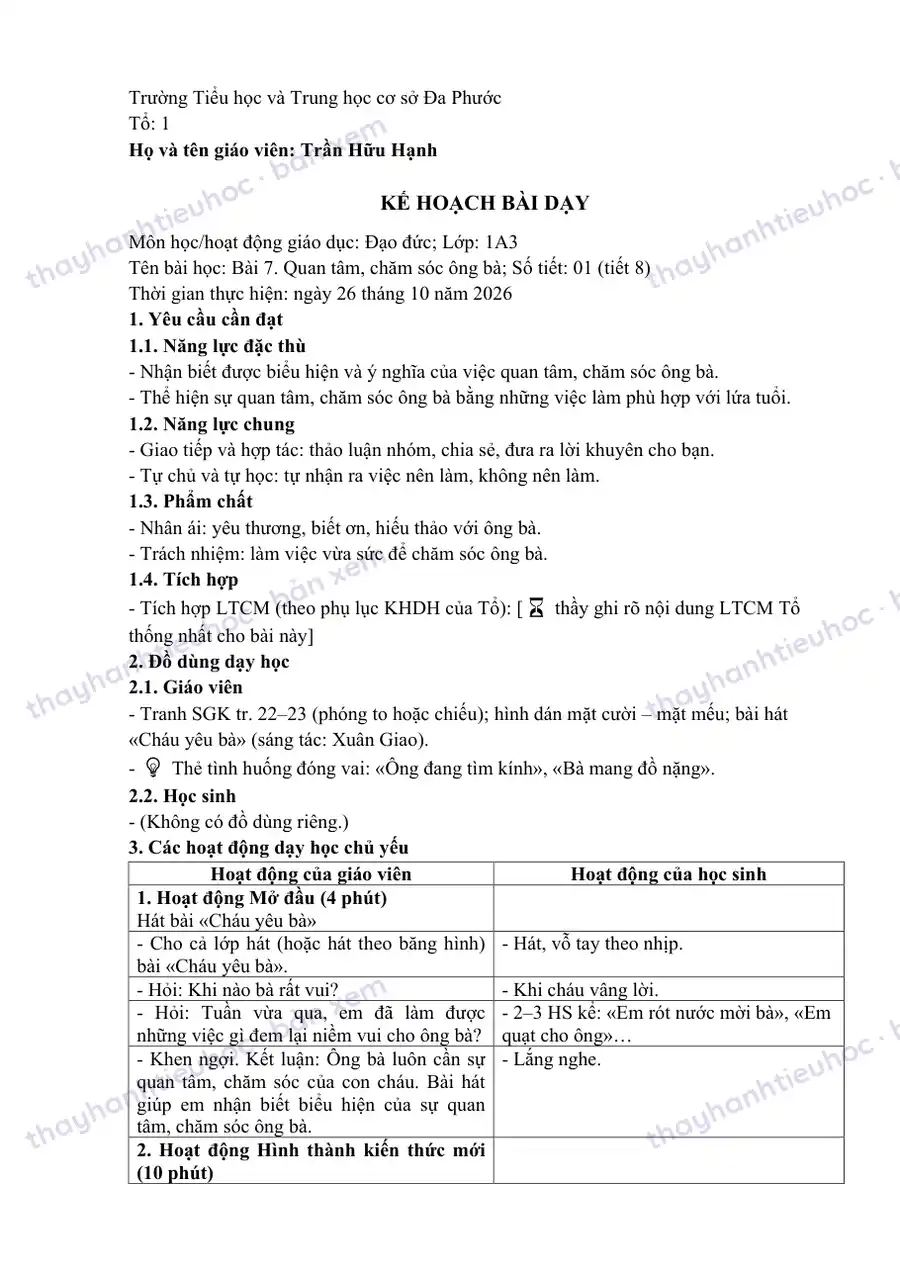 Trường Tiểu học và Trung học cơ sở Đa Phước
Tổ: 1
Họ và tên giáo viên: Trần Hữu Hạnh
KẾ HOẠCH BÀI DẠY
Môn học/hoạt động giáo dục: Đạo đức; Lớp: 1A3
Tên bài học: Bài 7. Quan tâm, chăm sóc ông bà; Số tiết: 01 (tiết 8)
Thời gian thực hiện: ngày 26 tháng 10 năm 2026
1. Yêu cầu cần đạt
1.1. Năng lực đặc thù
- Nhận biết được biểu hiện và ý nghĩa của việc quan tâm, chăm sóc ông bà.
- Thể hiện sự quan tâm, chăm sóc ông bà bằng những việc làm phù hợp với lứa tuổi.
1.2. Năng lực chung
- Giao tiếp và hợp tác: thảo luận nhóm, chia sẻ, đưa ra lời khuyên cho bạn.
- Tự chủ và tự học: tự nhận ra việc nên làm, không nên làm.
1.3. Phẩm chất
- Nhân ái: yêu thương, biết ơn, hiếu thảo với ông bà.
- Trách nhiệm: làm việc vừa sức để chăm sóc ông bà.
1.4. Tích hợp
- Tích hợp LTCM (theo phụ lục KHDH của Tổ): [⏳ thầy ghi rõ nội dung LTCM Tổ
thống nhất cho bài này]
2. Đồ dùng dạy học
2.1. Giáo viên
- Tranh SGK tr. 22–23 (phóng to hoặc chiếu); hình dán mặt cười – mặt mếu; bài hát
«Cháu yêu bà» (sáng tác: Xuân Giao).
- 💡 Thẻ tình huống đóng vai: «Ông đang tìm kính», «Bà mang đồ nặng».
2.2. Học sinh
- (Không có đồ dùng riêng.)
3. Các hoạt động dạy học chủ yếu
Hoạt động của giáo viên
Hoạt động của học sinh
1. Hoạt động Mở đầu (4 phút)
Hát bài «Cháu yêu bà»
- Cho cả lớp hát (hoặc hát theo băng hình)
bài «Cháu yêu bà».
- Hát, vỗ tay theo nhịp.
- Hỏi: Khi nào bà rất vui?
- Khi cháu vâng lời.
- Hỏi: Tuần vừa qua, em đã làm được
những việc gì đem lại niềm vui cho ông bà?
- 2–3 HS kể: «Em rót nước mời bà», «Em
quạt cho ông»…
- Khen ngợi. Kết luận: Ông bà luôn cần sự
quan tâm, chăm sóc của con cháu. Bài hát
giúp em nhận biết biểu hiện của sự quan
tâm, chăm sóc ông bà.
- Lắng nghe.
2. Hoạt động Hình thành kiến thức mới
(10 phút)
thayhanhtieuhoc · bản xem
thayhanhtieuhoc · b
thayhanhtieuhoc · bản xem
thayhanhtieuhoc · b
thayhanhtieuhoc · bản xem
thayhanhtieuhoc · b